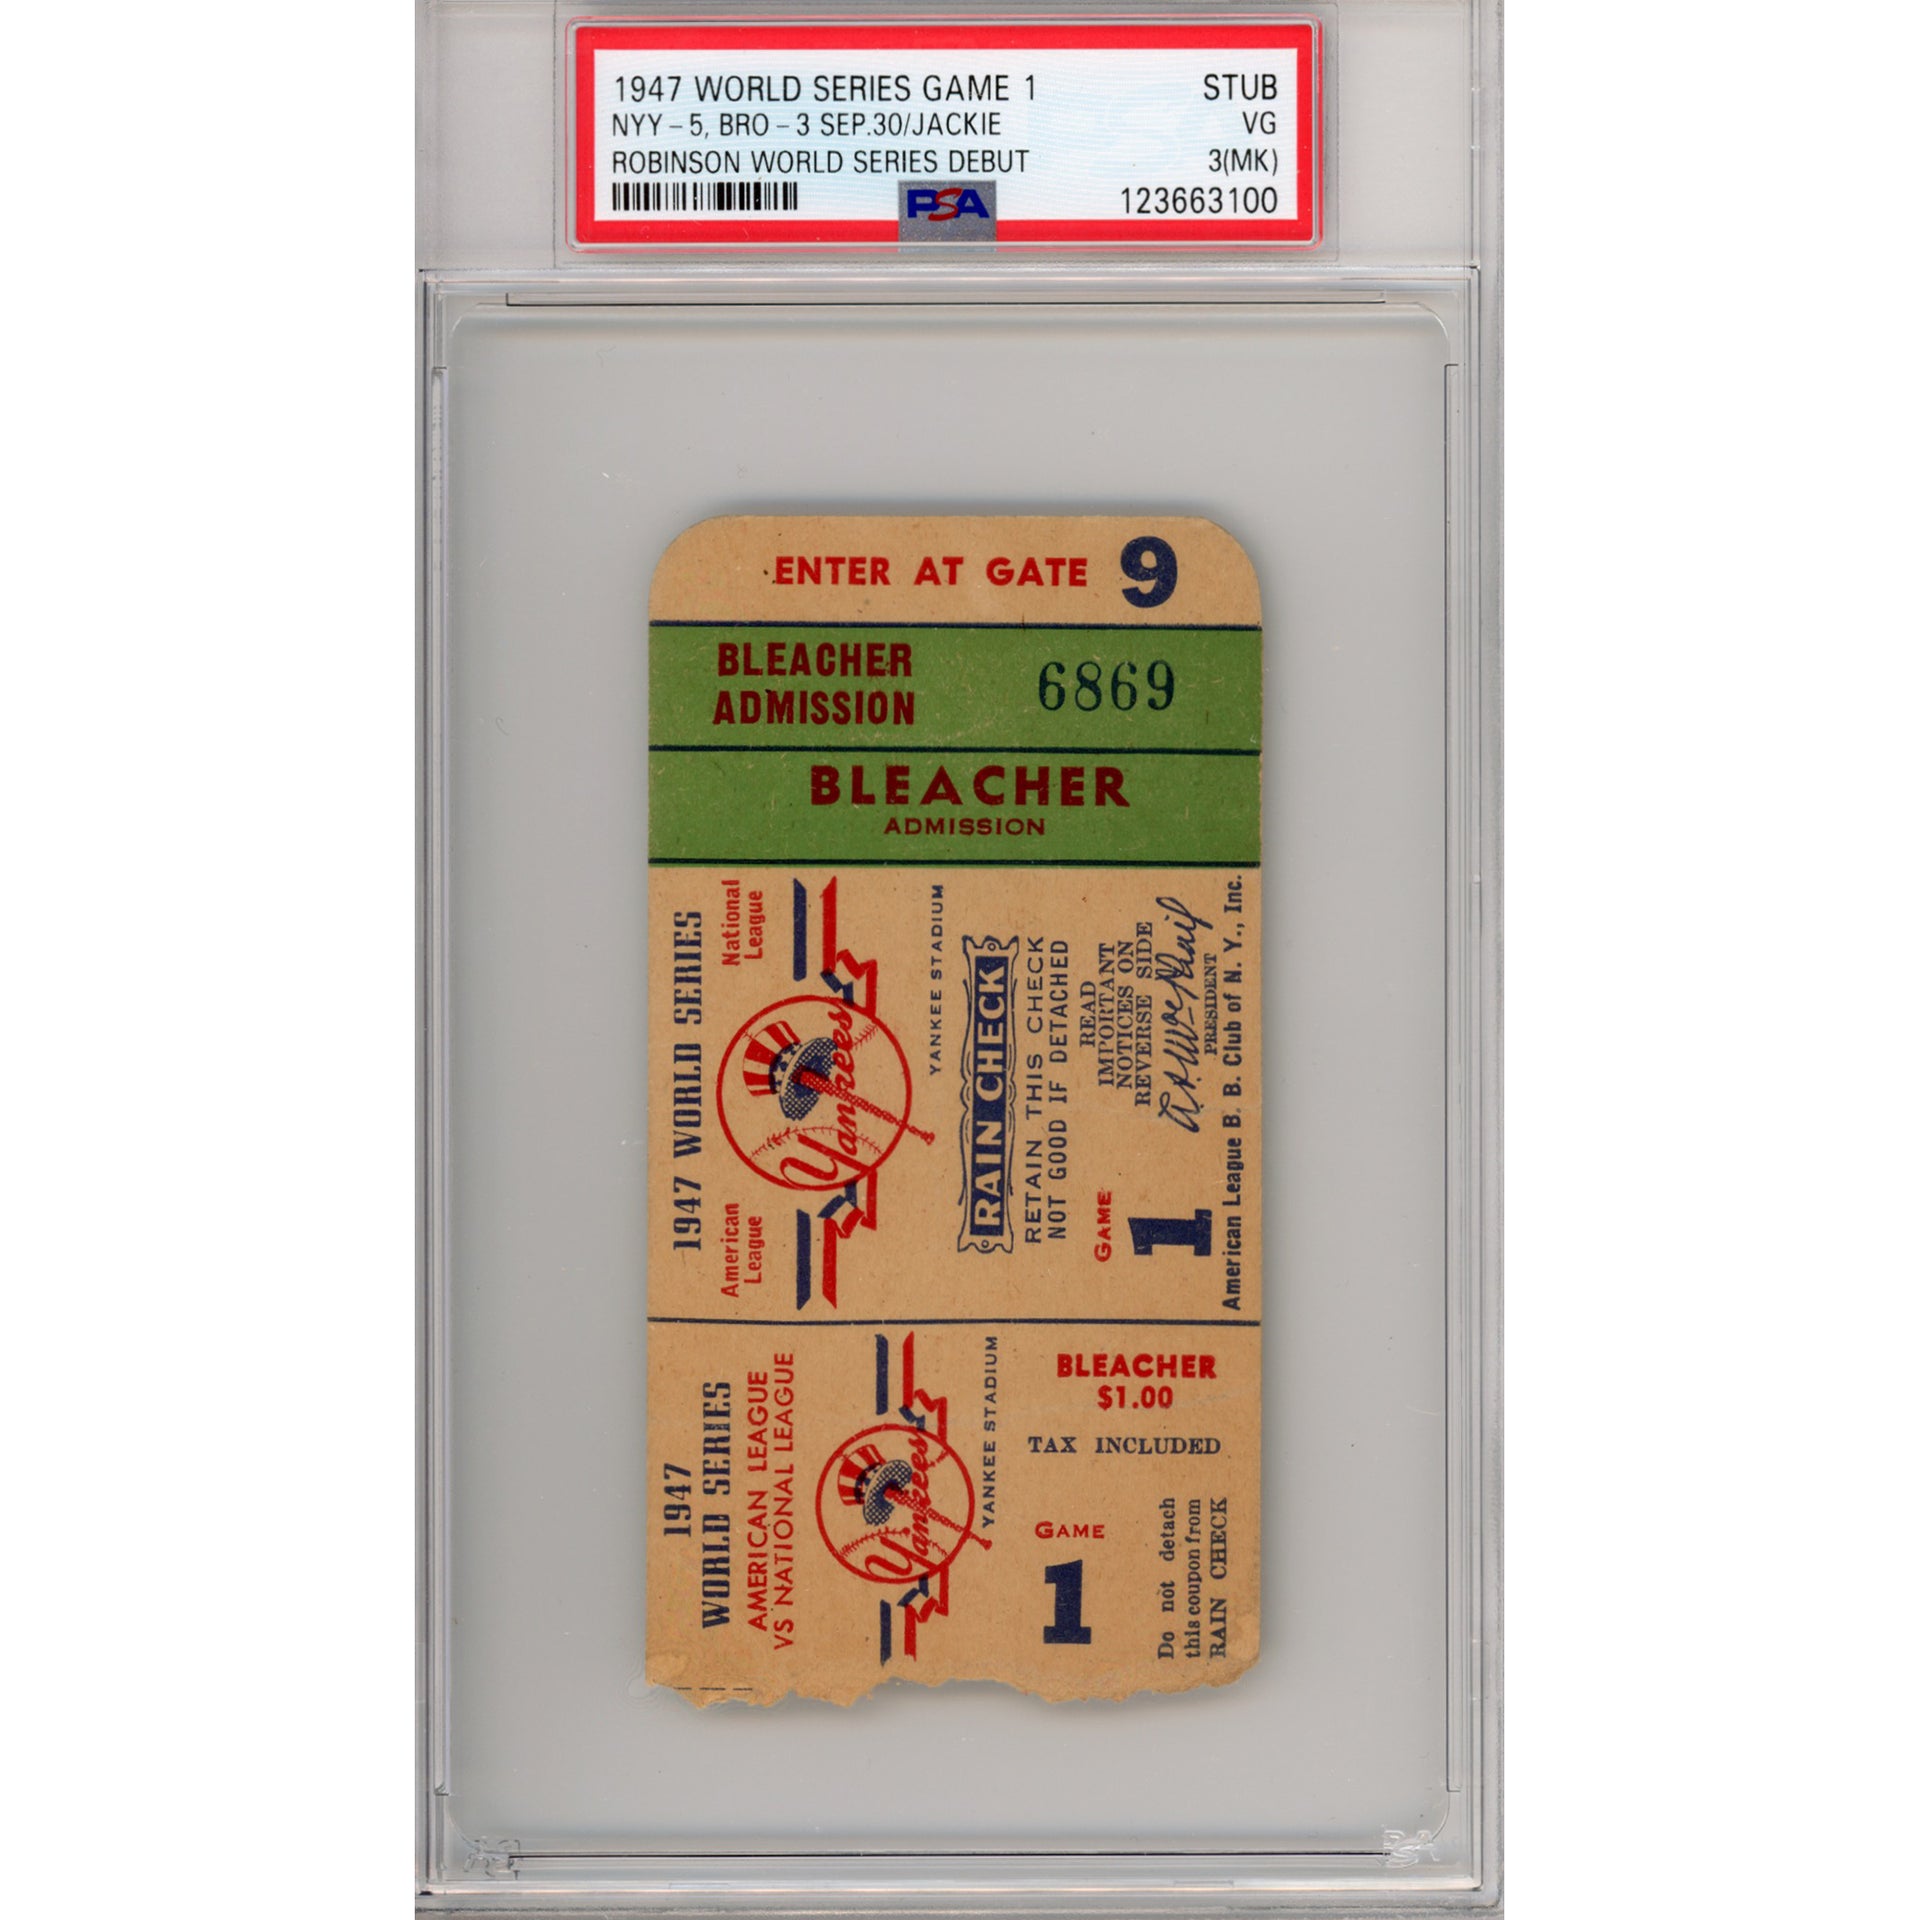 1947 WORLD SERIES GAME 1 STUB
NYY - 5, BRO - 3 SEP.30/JACKIE VG
ROBINSON WORLD SERIES DEBUT 3(MK)
PSA 123663100
ENTER AT GATE 9
BLEACHER
ADMISSION
6869
BLEACHER
ADMISSION
1947 WORLD SERIES
American
League
National
League
Yankees
YANKEE STADIUM
RAIN CHECK
RETAIN THIS CHECK
NOT GOOD IF DETACHED
GAME
1
READ
IMPORTANT
NOTICES ON
REVERSE SIDE
PRESIDENT
American League B. B. Club of N. Y., Inc.
1947
WORLD SERIES
AMERICAN LEAGUE
VS NATIONAL LEAGUE
Yankees
YANKEE STADIUM
BLEACHER
$1.00
TAX INCLUDED
GAME
1
Do not detach
this coupon from
RAIN CHECK
PSA